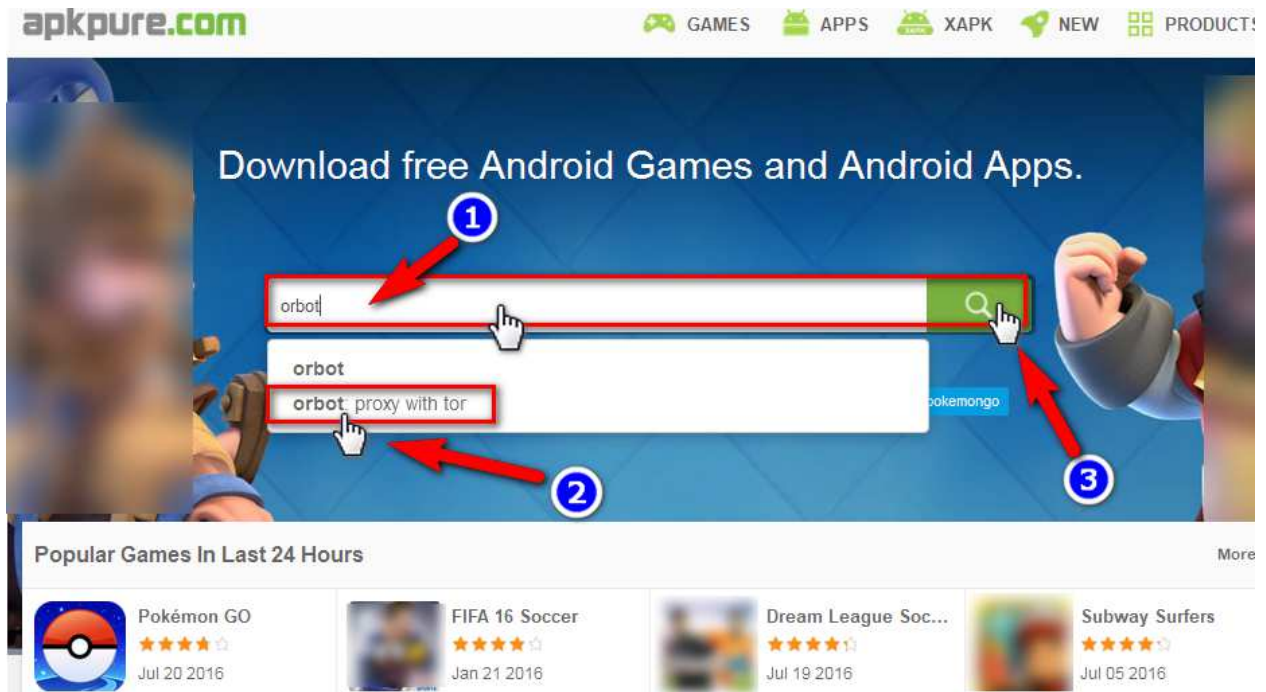 apkpure.com
GAMES APPS XAPK NEW PRODUCTS
Download free Android Games and Android Apps.
1
orbot
orbot
orbot: proxy with tor
pokemongo
2
3
Popular Games In Last 24 Hours
More
Pokémon GO
Jul 20 2016
FIFA 16 Soccer
Jan 21 2016
Dream League Soc...
Jul 19 2016
Subway Surfers
Jul 05 2016